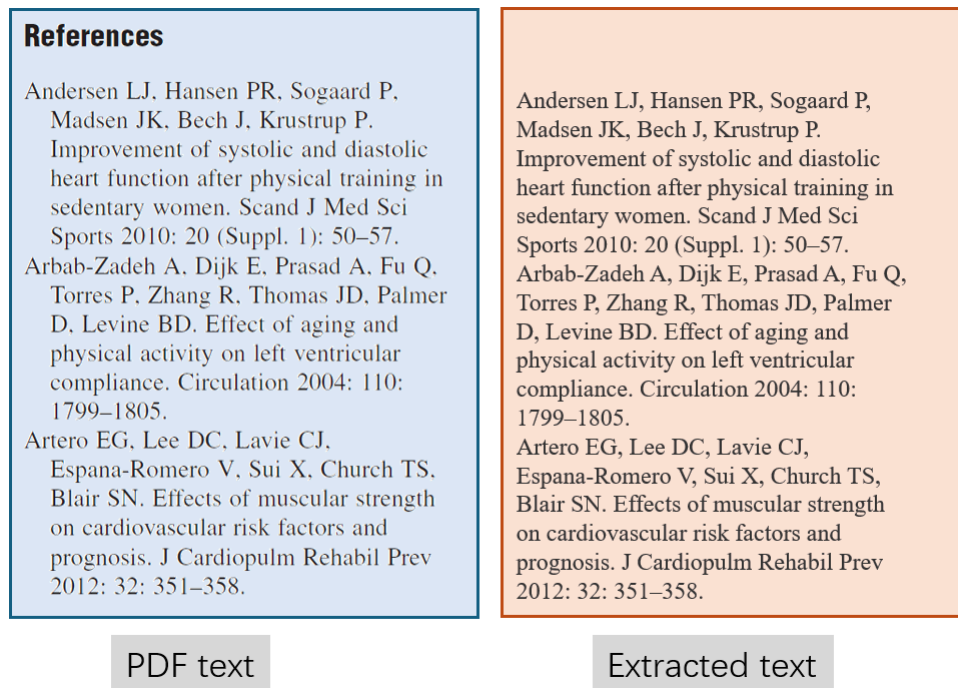 References
Andersen LJ, Hansen PR, Sogaard P,
Madsen JK, Bech J, Krustrup P.
Improvement of systolic and diastolic
heart function after physical training in
sedentary women. Scand J Med Sci
Sports 2010: 20 (Suppl. 1): 50–57.
Arbab-Zadeh A, Dijk E, Prasad A, Fu Q,
Torres P, Zhang R, Thomas JD, Palmer
D, Levine BD. Effect of aging and
physical activity on left ventricular
compliance. Circulation 2004: 110:
1799–1805.
Artero EG, Lee DC, Lavie CJ,
Espana-Romero V, Sui X, Church TS,
Blair SN. Effects of muscular strength
on cardiovascular risk factors and
prognosis. J Cardiopulm Rehabil Prev
2012: 32: 351–358.
PDF text
Andersen LJ, Hansen PR, Sogaard P,
Madsen JK, Bech J, Krustrup P.
Improvement of systolic and diastolic
heart function after physical training in
sedentary women. Scand J Med Sci
Sports 2010: 20 (Suppl. 1): 50–57.
Arbab-Zadeh A, Dijk E, Prasad A, Fu Q,
Torres P, Zhang R, Thomas JD, Palmer
D, Levine BD. Effect of aging and
physical activity on left ventricular
compliance. Circulation 2004: 110:
1799–1805.
Artero EG, Lee DC, Lavie CJ,
Espana-Romero V, Sui X, Church TS,
Blair SN. Effects of muscular strength
on cardiovascular risk factors and
prognosis. J Cardiopulm Rehabil Prev
2012: 32: 351–358.
Extracted text